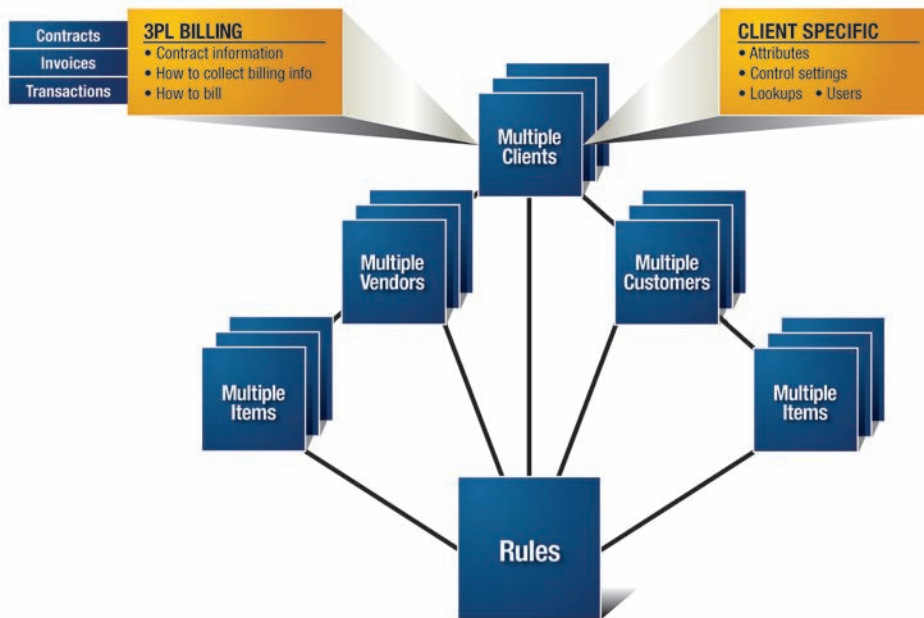 Contracts
Invoices
Transactions
3PL BILLING
• Contract information
• How to collect billing info
• How to bill
CLIENT SPECIFIC
• Attributes
• Control settings
• Lookups • Users
Multiple
Clients
Multiple
Vendors
Multiple
Customers
Multiple
Items
Multiple
Items
Rules